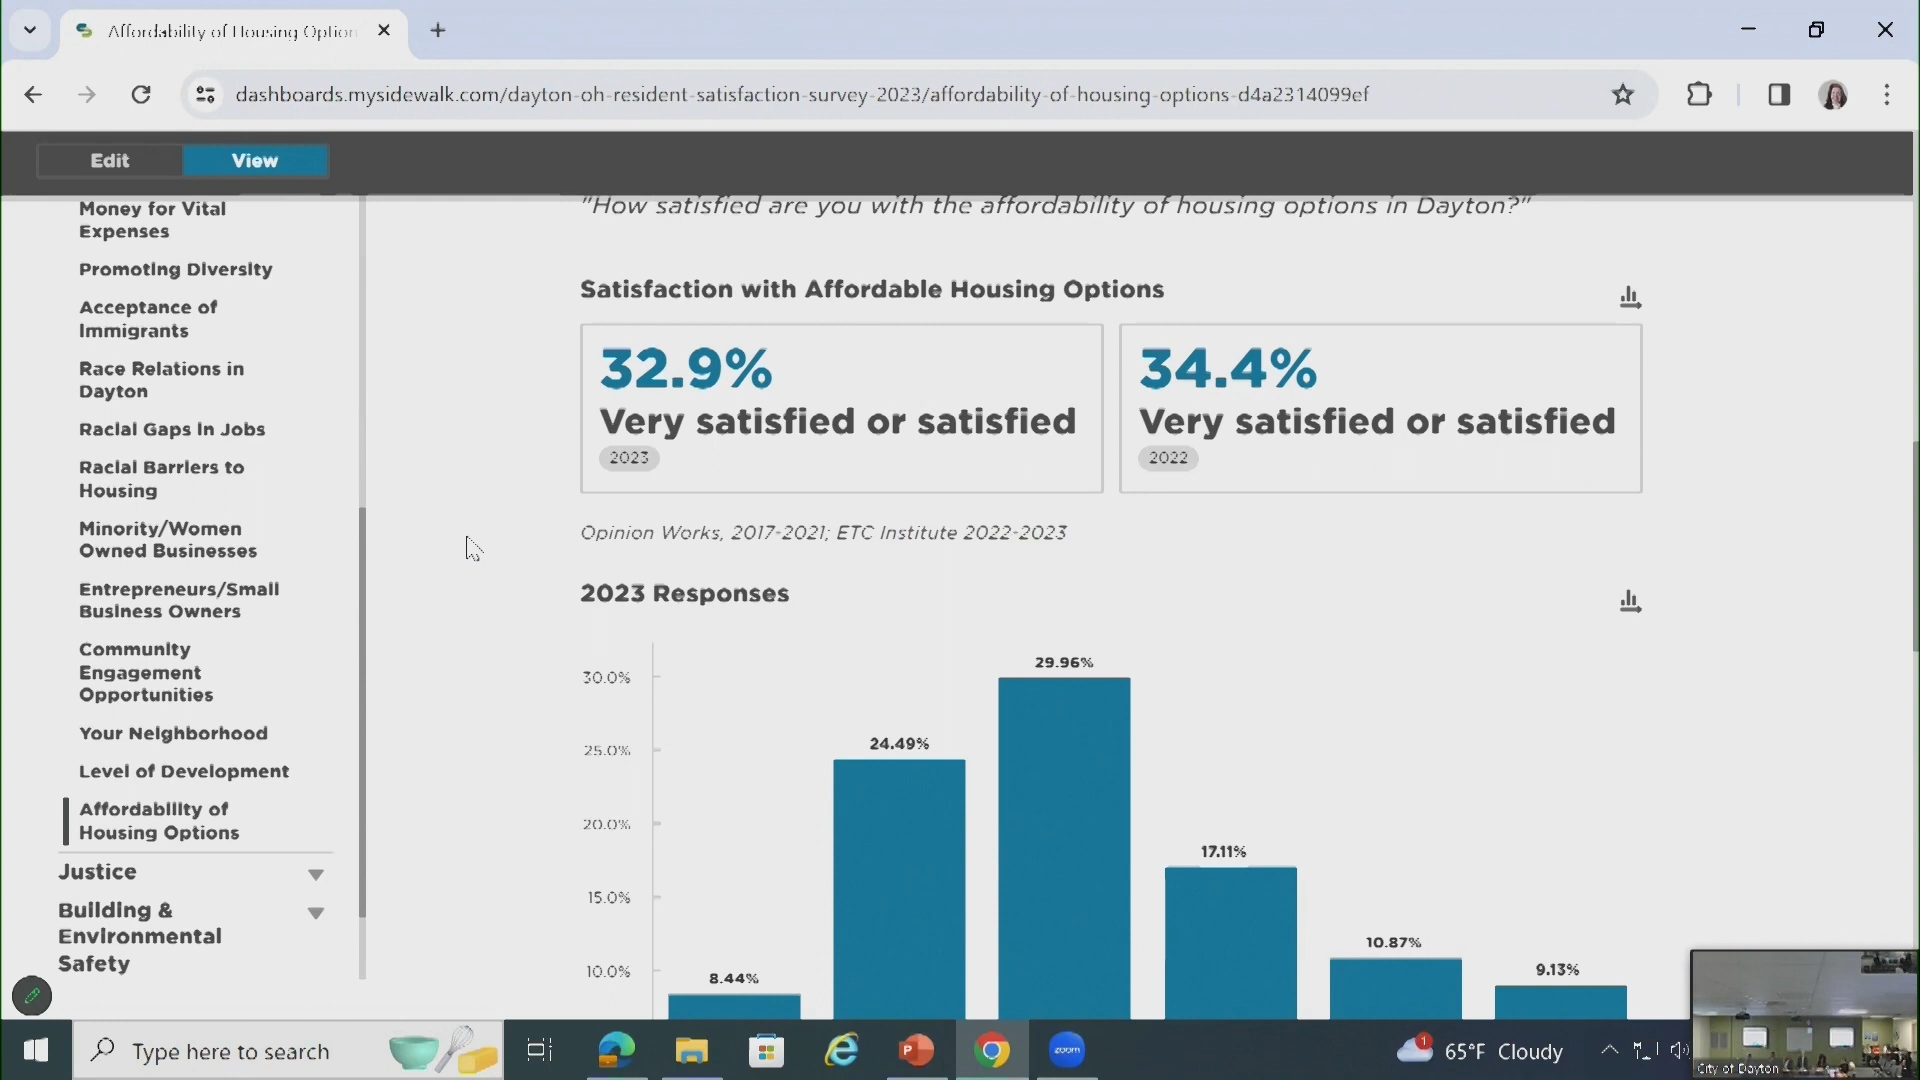 Affordability of Housing Option
dashboards.mysidewalk.com/dayton-oh-resident-satisfaction-survey-2023/affordability-of-housing-options-d4a2314099ef
Edit
View
Money for Vital
Expenses
Promoting Diversity
Acceptance of
Immigrants
Race Relations in
Dayton
Racial Gaps in Jobs
Racial Barriers to
Housing
Minority/Women
Owned Businesses
Entrepreneurs/Small
Business Owners
Community
Engagement
Opportunities
Your Neighborhood
Level of Development
Affordability of
Housing Options
Justice
Building &
Environmental
Safety
"How satisfied are you with the affordability of housing options in Dayton?"
Satisfaction with Affordable Housing Options
32.9%
Very satisfied or satisfied
2023
34.4%
Very satisfied or satisfied
2022
Opinion Works, 2017-2021; ETC Institute 2022-2023
2023 Responses
30.0%
25.0%
20.0%
15.0%
10.0%
8.44%
24.49%
29.96%
17.11%
10.87%
9.13%
Type here to search
P
zoom
1
65°F Cloudy
City of Dayton